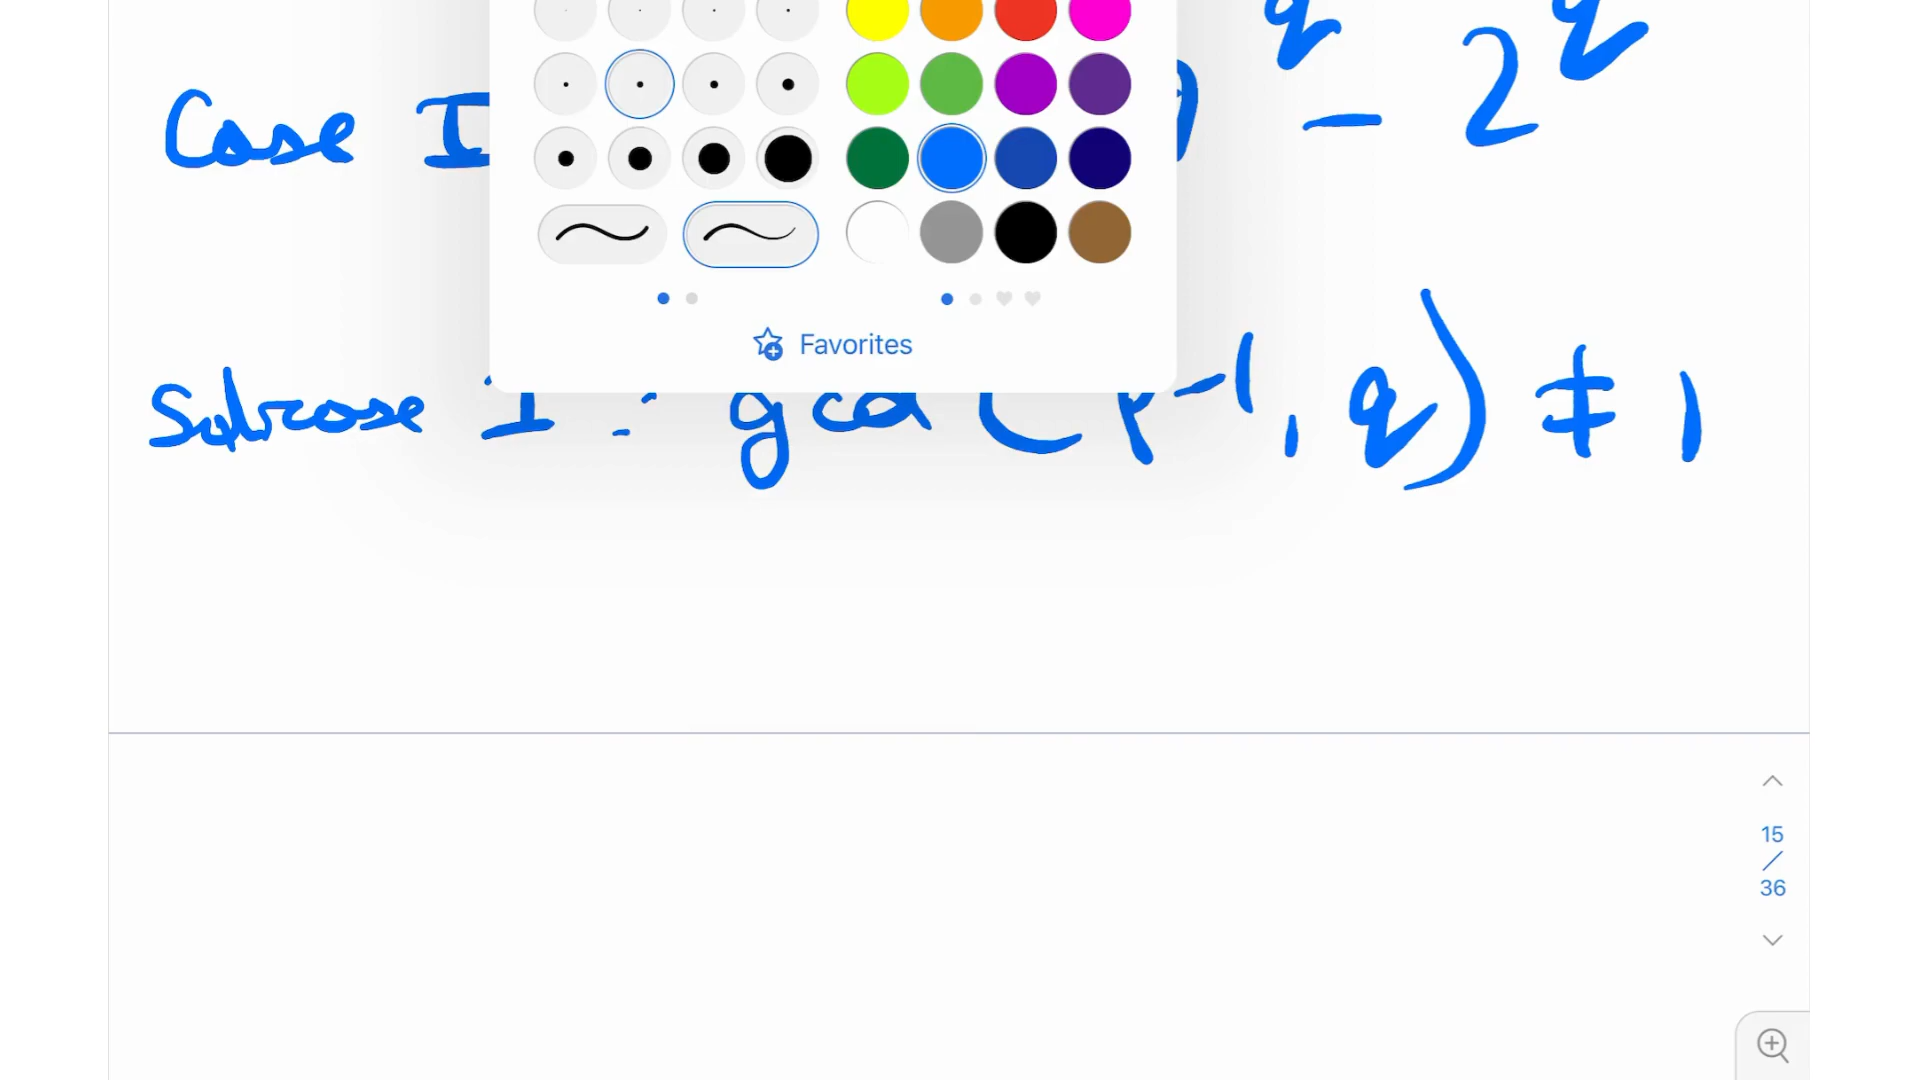 Case I q - 2^q
Favorites
Subcase I : gcd (p-1, q) ≠ 1
15
/
36